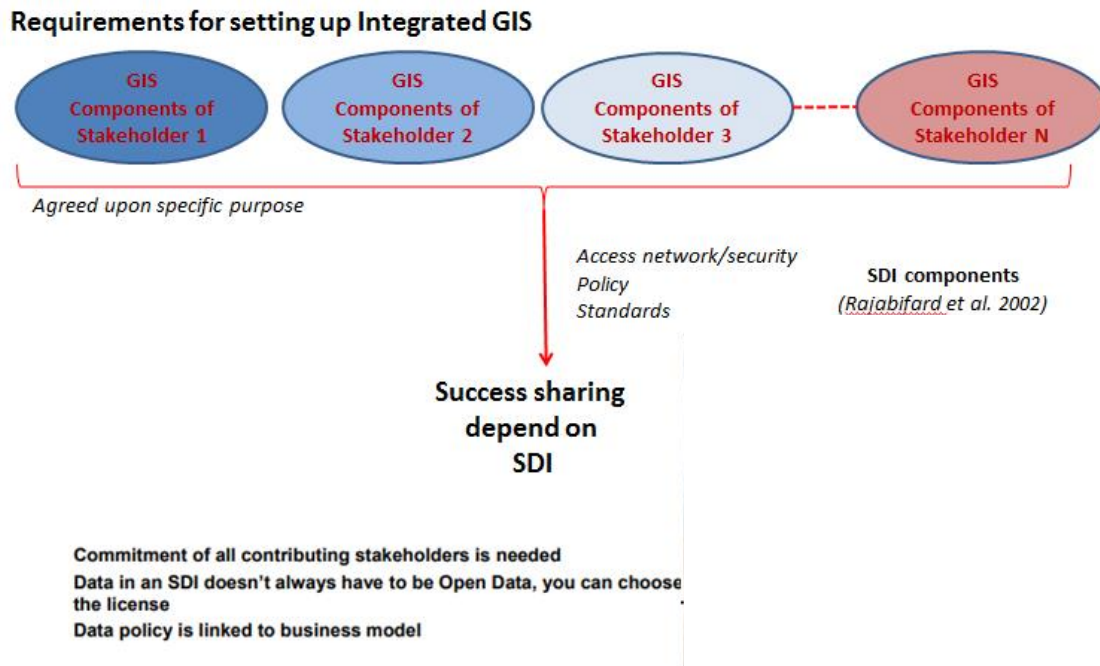 Requirements for setting up Integrated GIS
GIS
Components of
Stakeholder 1
GIS
Components of
Stakeholder 2
GIS
Components of
Stakeholder 3
GIS
Components of
Stakeholder N
Agreed upon specific purpose
Access network/security
Policy
Standards
SDI components
(Rajabifard et al. 2002)
Success sharing
depend on
SDI
Commitment of all contributing stakeholders is needed
Data in an SDI doesn't always have to be Open Data, you can choose
the license
Data policy is linked to business model